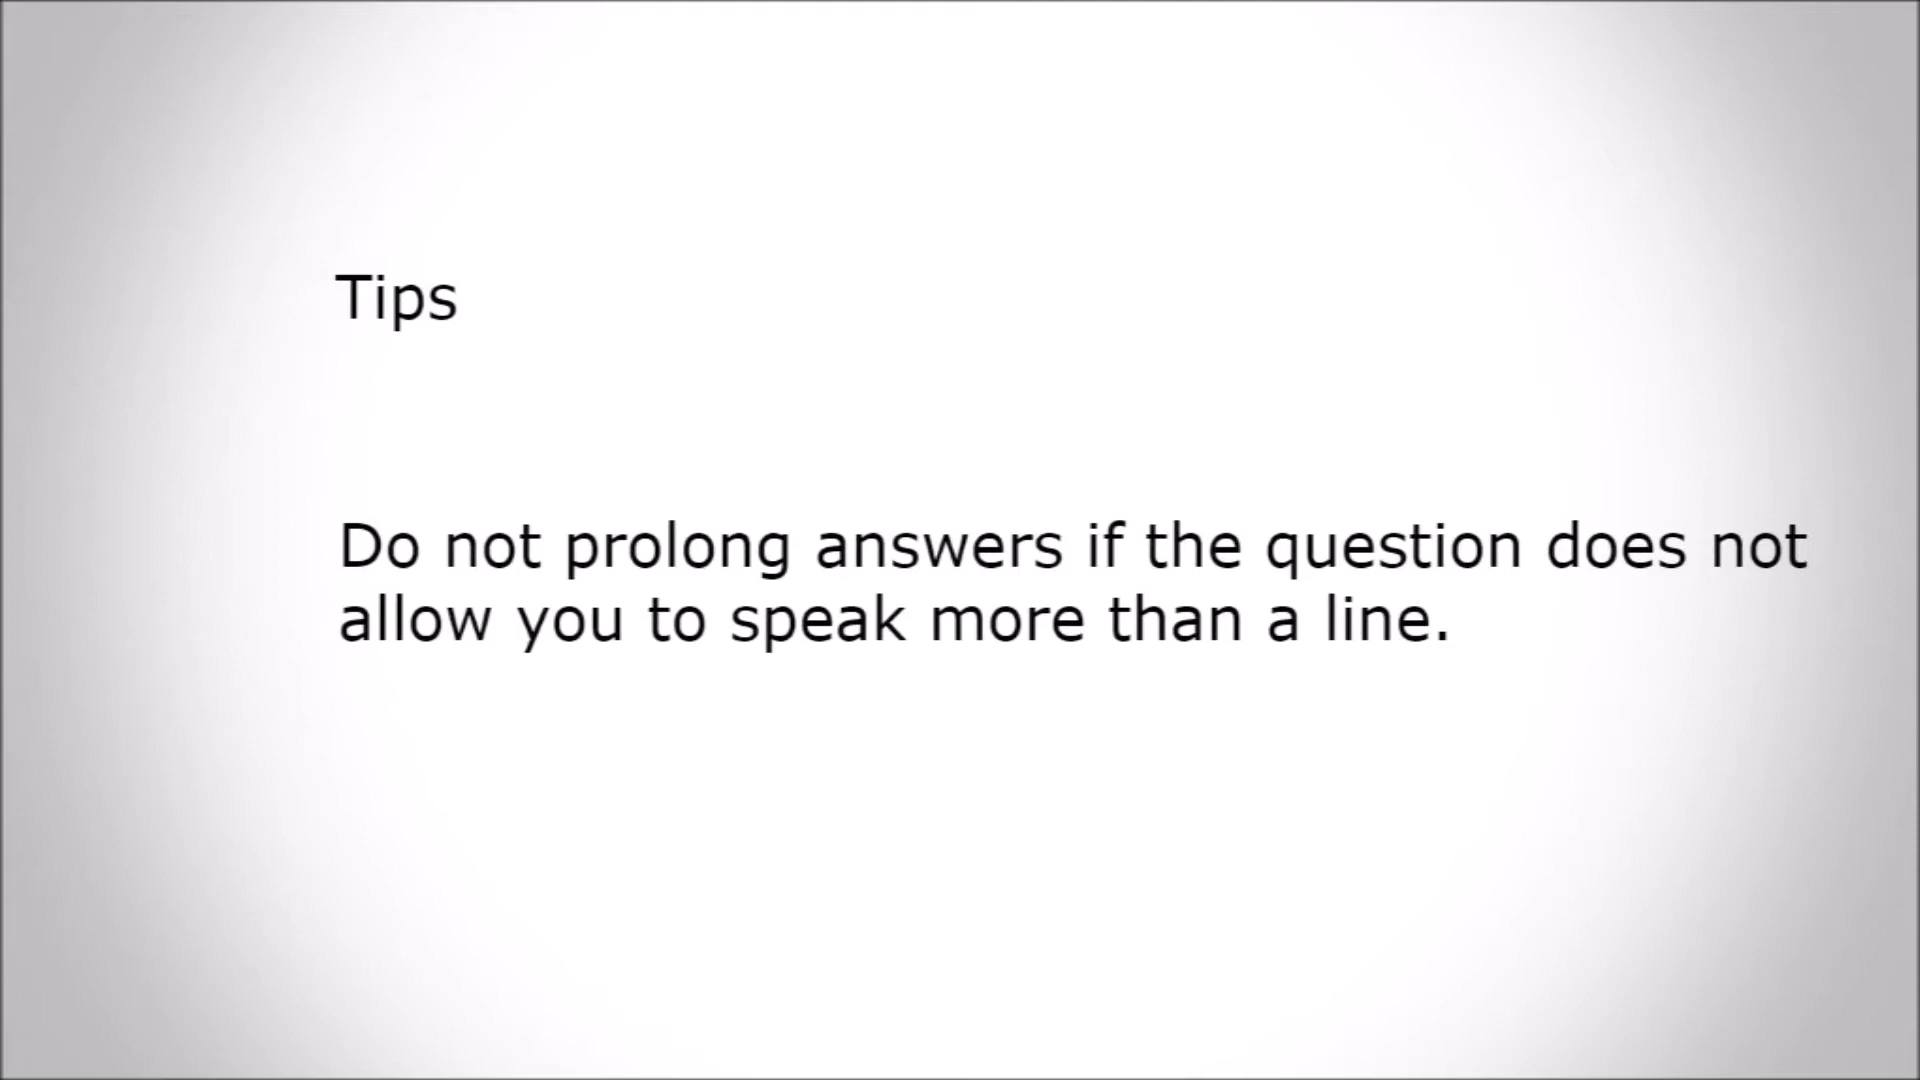 Tips
Do not prolong answers if the question does not
allow you to speak more than a line.